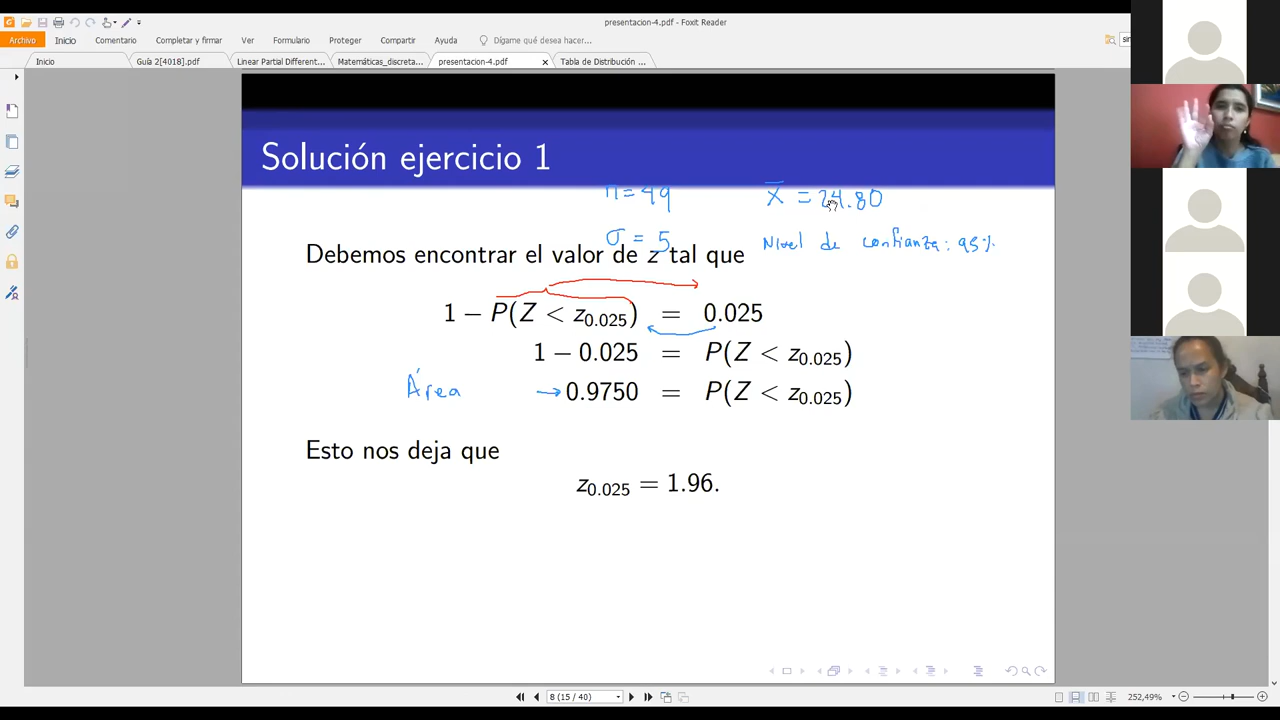 presentacion-4.pdf - Foxit Reader
Archivo Inicio Comentario Completar y firmar Ver Formulario Proteger Compartir Ayuda Dígame qué desea hacer...
Inicio Guía 2[4018].pdf Linear Partial Different... Matemáticas_discreta... presentacion-4.pdf Tabla de Distribución ...
Solución ejercicio 1
n = 49 x̄ = 24.80
σ = 5 Nivel de confianza: 95%
Debemos encontrar el valor de z tal que
1 − P(Z < z0.025) = 0.025
1 − 0.025 = P(Z < z0.025)
Área → 0.9750 = P(Z < z0.025)
Esto nos deja que
z0.025 = 1.96.
8 (15 / 40) 252,49%